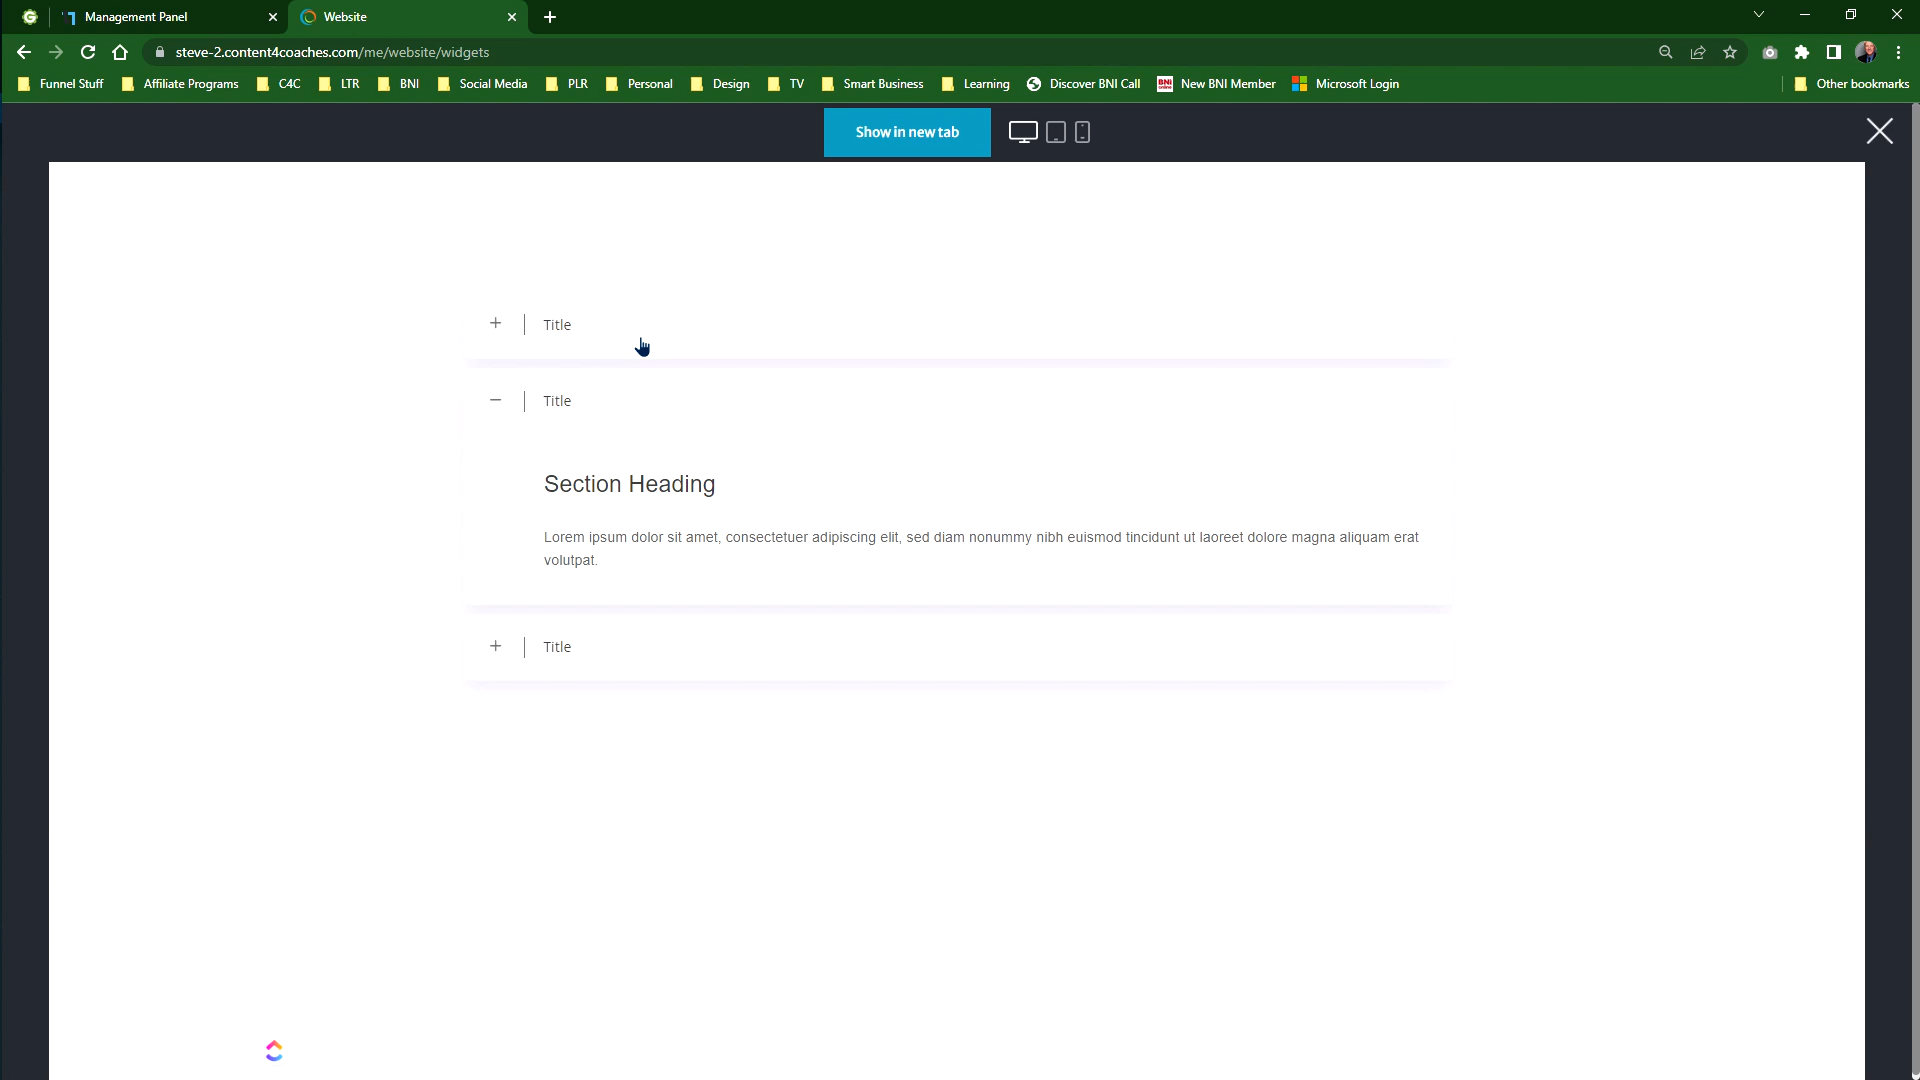 Management Panel
Website
steve-2.content4coaches.com/me/website/widgets
Funnel Stuff
Affiliate Programs
C4C
LTR
BNI
Social Media
PLR
Personal
Design
TV
Smart Business
Learning
Discover BNI Call
New BNI Member
Microsoft Login
Other bookmarks
Show in new tab
+ | Title
− | Title
Section Heading
Lorem ipsum dolor sit amet, consectetuer adipiscing elit, sed diam nonummy nibh euismod tincidunt ut laoreet dolore magna aliquam erat
volutpat.
+ | Title